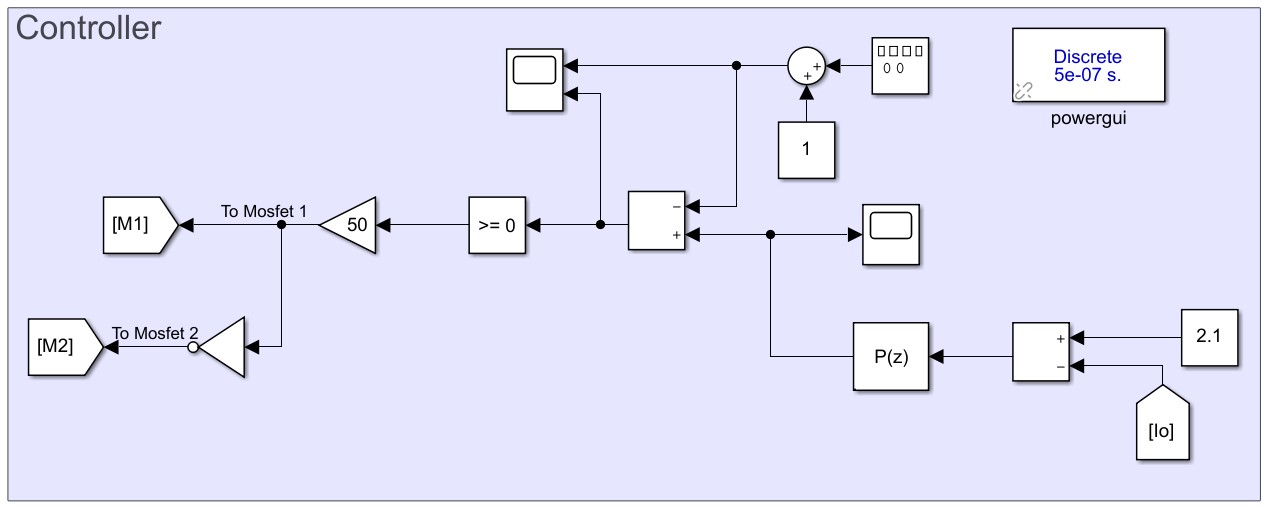 Controller
Discrete
5e-07 s.
powergui
+
+
1
−
+
>= 0
50
To Mosfet 1
[M1]
To Mosfet 2
[M2]
P(z)
+
−
2.1
[Io]